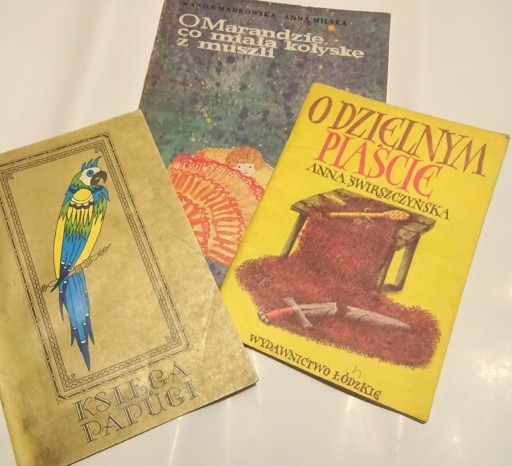 WANDA MARKOWSKA ANNA MILSKA
O Marandzie,
co miała kołyskę
z muszli
O DZIELNYM
PIAŚCIE
ANNA ŚWIRSZCZYŃSKA
WYDAWNICTWO ŁÓDZKIE
KSIĘGA
PAPUGI